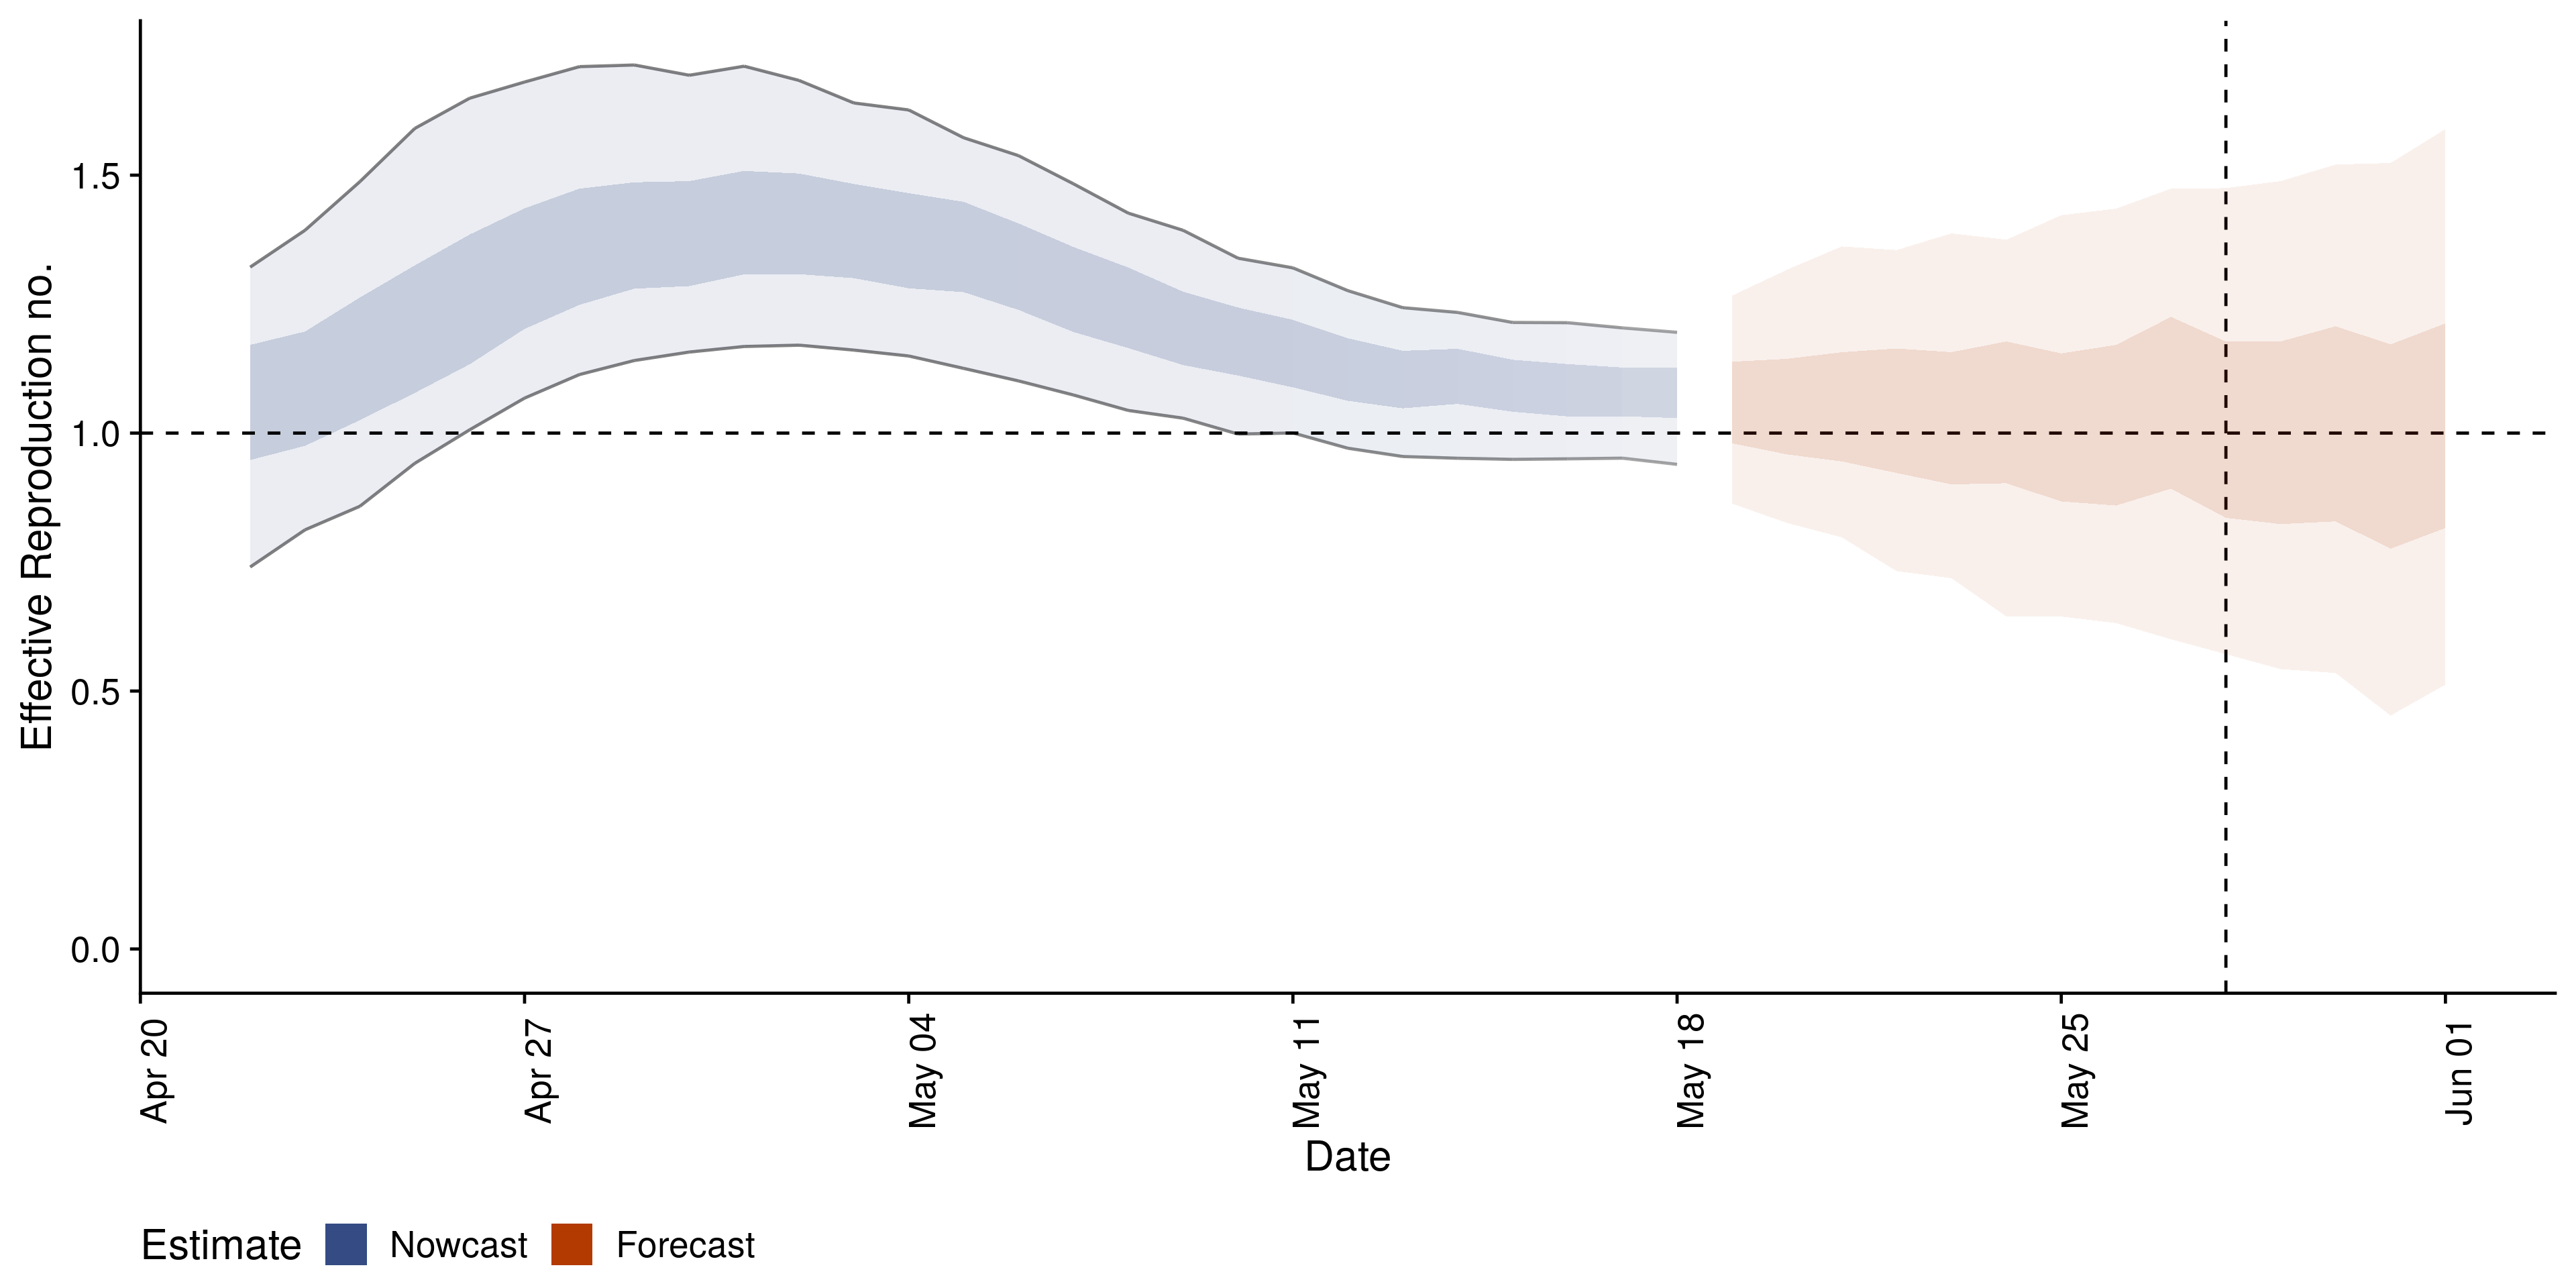 Effective Reproduction no.
1.5
1.0
0.5
0.0
Apr 20
Apr 27
May 04
May 11
May 18
May 25
Jun 01
Date
Estimate Nowcast Forecast